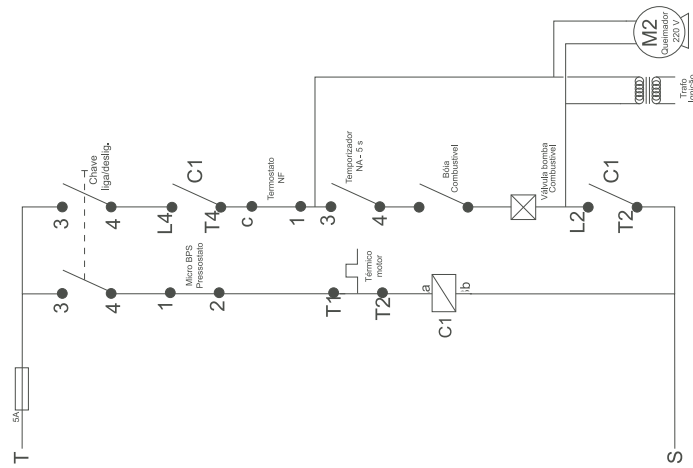 M2
Queimador
220 V
Trafo
Ignição
Chave
liga/deslig.
3
4
L4
C1
T4
c
Termostato
NF
1
3
Temporizador
NA - 5 s
4
Bóia
Combustível
Válvula bomba
Combustível
L2
C1
T2
3
4
1
Micro BPS
Pressostato
2
T1
Térmico
motor
T2
a
C1
b
5A
T
S